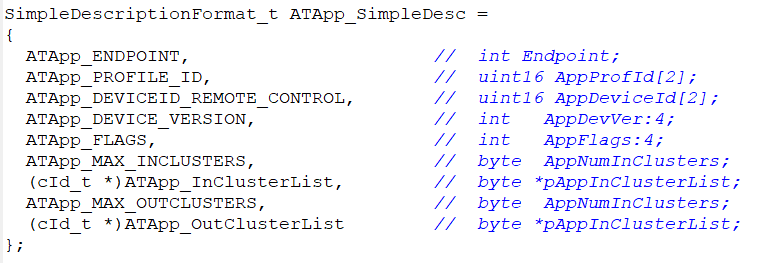 SimpleDescriptionFormat_t ATApp_SimpleDesc =
{
  ATApp_ENDPOINT,                       //  int Endpoint;
  ATApp_PROFILE_ID,                     //  uint16 AppProfId[2];
  ATApp_DEVICEID_REMOTE_CONTROL,        //  uint16 AppDeviceId[2];
  ATApp_DEVICE_VERSION,                 //  int   AppDevVer:4;
  ATApp_FLAGS,                          //  int   AppFlags:4;
  ATApp_MAX_INCLUSTERS,                 //  byte  AppNumInClusters;
  (cId_t *)ATApp_InClusterList,         //  byte *pAppInClusterList;
  ATApp_MAX_OUTCLUSTERS,                //  byte  AppNumInClusters;
  (cId_t *)ATApp_OutClusterList         //  byte *pAppInClusterList;
};